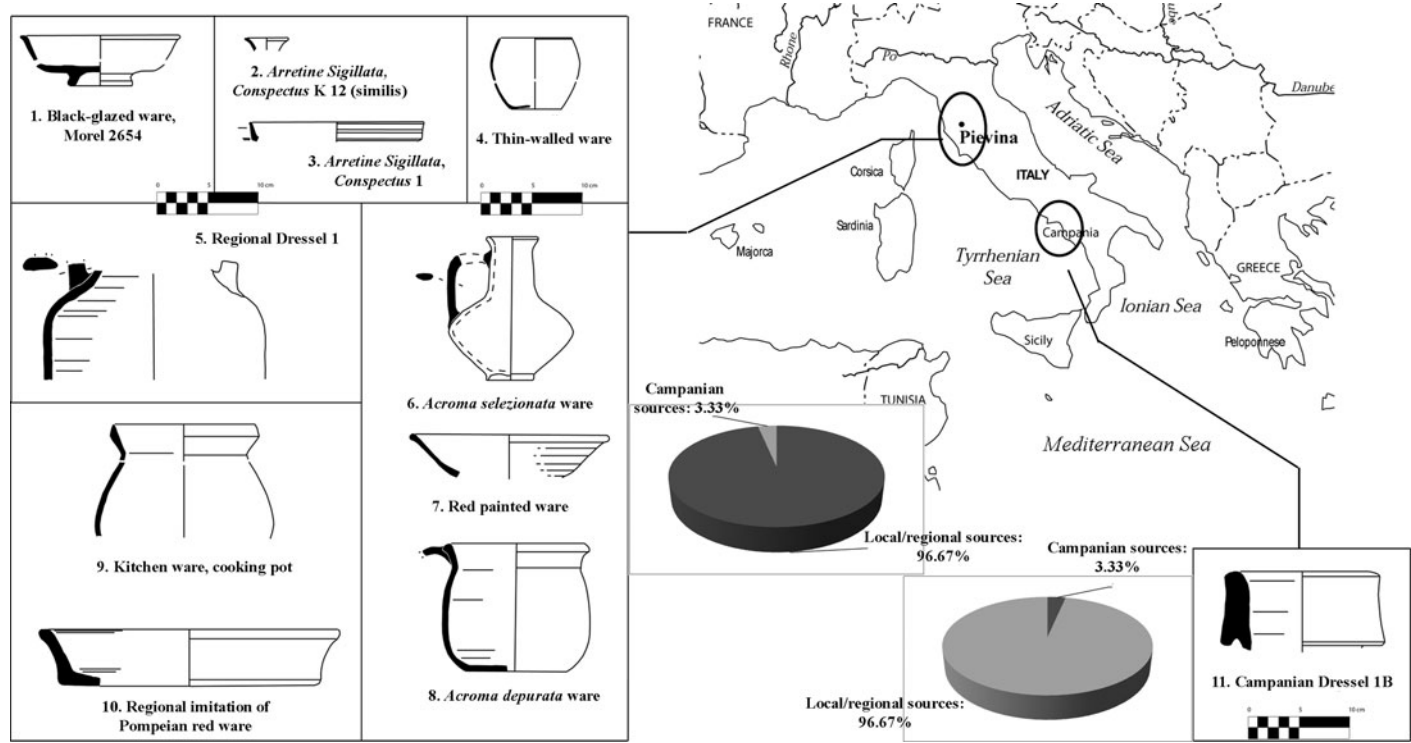 1. Black-glazed ware,
Morel 2654
2. Arretine Sigillata,
Conspectus K 12 (similis)
3. Arretine Sigillata,
Conspectus 1
4. Thin-walled ware
0 5 10 cm
0 5 10 cm
5. Regional Dressel 1
6. Acroma selezionata ware
7. Red painted ware
8. Acroma depurata ware
9. Kitchen ware, cooking pot
10. Regional imitation of
Pompeian red ware
FRANCE
Rhone
Po
Danube
Pievina
Adriatic Sea
Corsica
ITALY
Sardinia
Majorca
Campania
Tyrrhenian
Sea
GREECE
Ionian Sea
Sicily
Peloponnese
TUNISIA
Mediterranean Sea
Campanian
sources: 3.33%
Local/regional sources:
96.67%
Campanian sources:
3.33%
Local/regional sources:
96.67%
11. Campanian Dressel 1B
0 5 10 cm